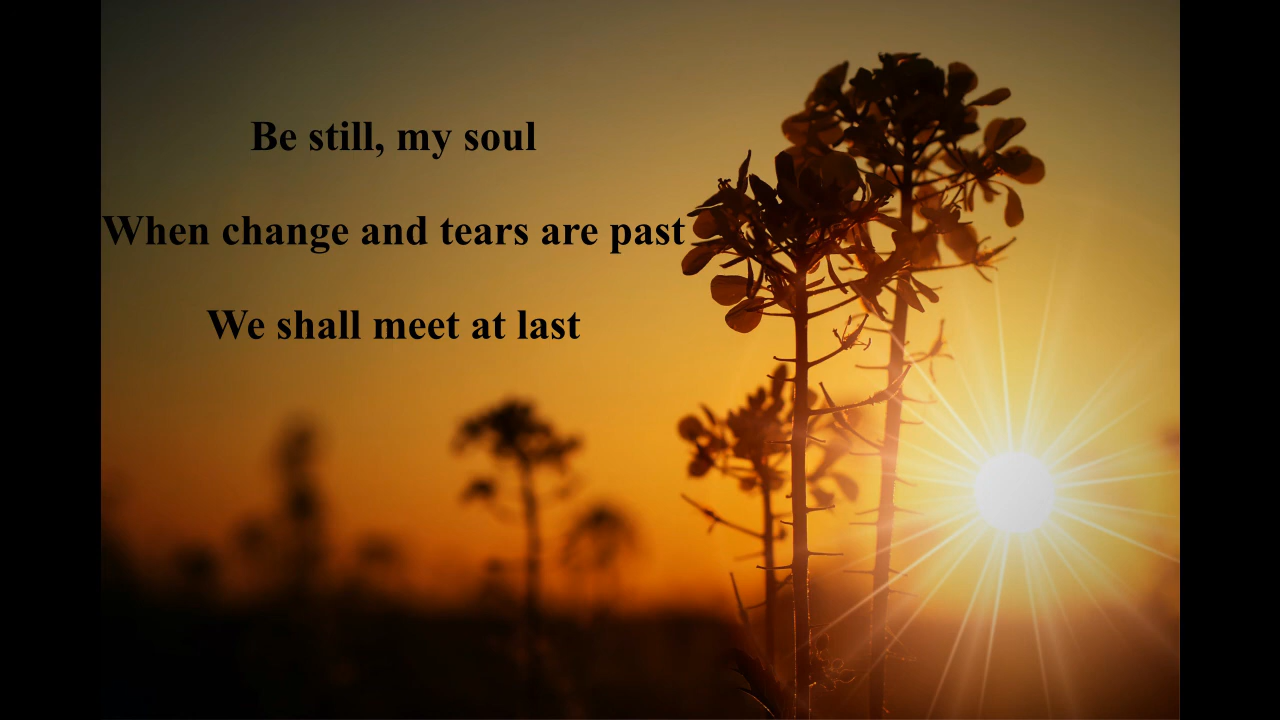 Be still, my soul
When change and tears are past
We shall meet at last